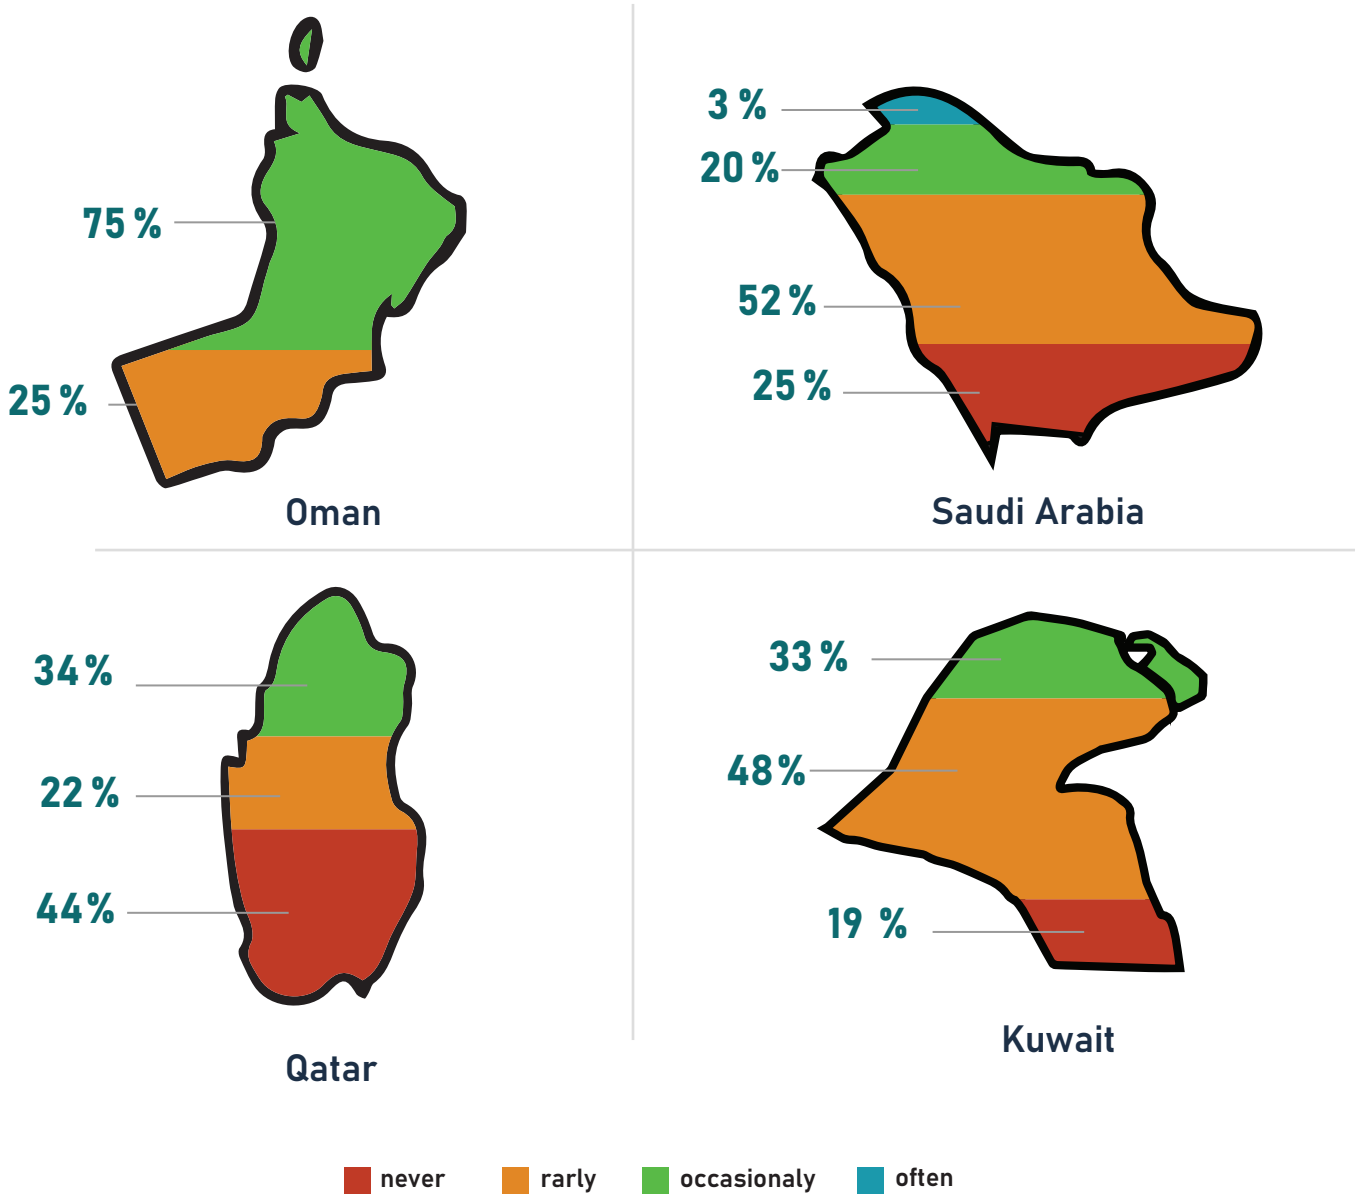 75 %
25 %
Oman
3 %
20 %
52 %
25 %
Saudi Arabia
34 %
22 %
44 %
Qatar
33 %
48 %
19 %
Kuwait
never rarly occasionaly often